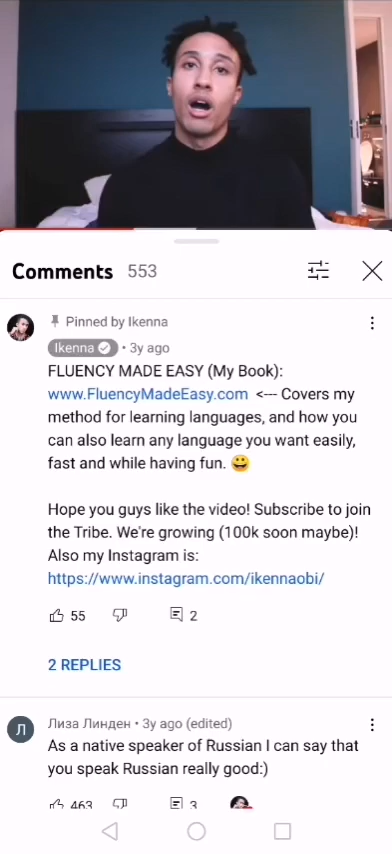 Comments 553
Pinned by Ikenna
Ikenna • 3y ago
FLUENCY MADE EASY (My Book):
www.FluencyMadeEasy.com <--- Covers my
method for learning languages, and how you
can also learn any language you want easily,
fast and while having fun. 😀
Hope you guys like the video! Subscribe to join
the Tribe. We're growing (100k soon maybe)!
Also my Instagram is:
https://www.instagram.com/ikennaobi/
55 2
2 REPLIES
Л Лиза Линден • 3y ago (edited)
As a native speaker of Russian I can say that
you speak Russian really good:)
463 3